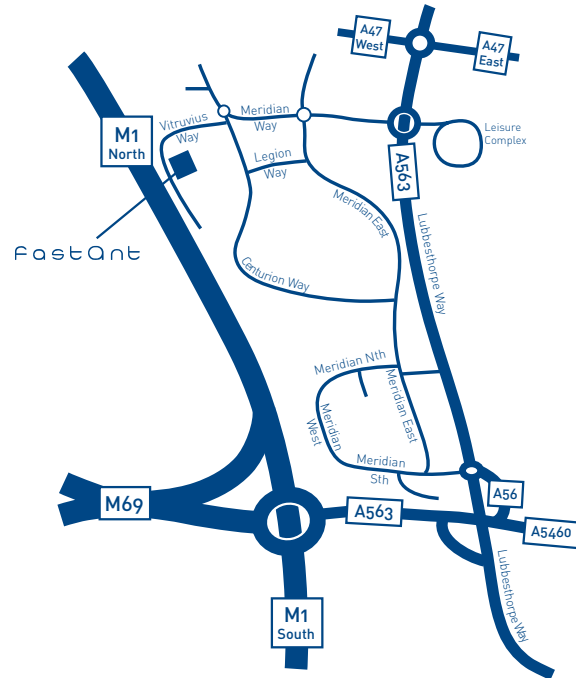 A47
West
A47
East
M1
North
Vitruvius
Way
Meridian
Way
Leisure
Complex
Legion
Way
A563
Meridian East
FastAnt
Centurion Way
Lubbesthorpe Way
Meridian Nth
Meridian
West
Meridian East
Meridian
Sth
M69
A56
A563
A5460
Lubbesthorpe Way
M1
South